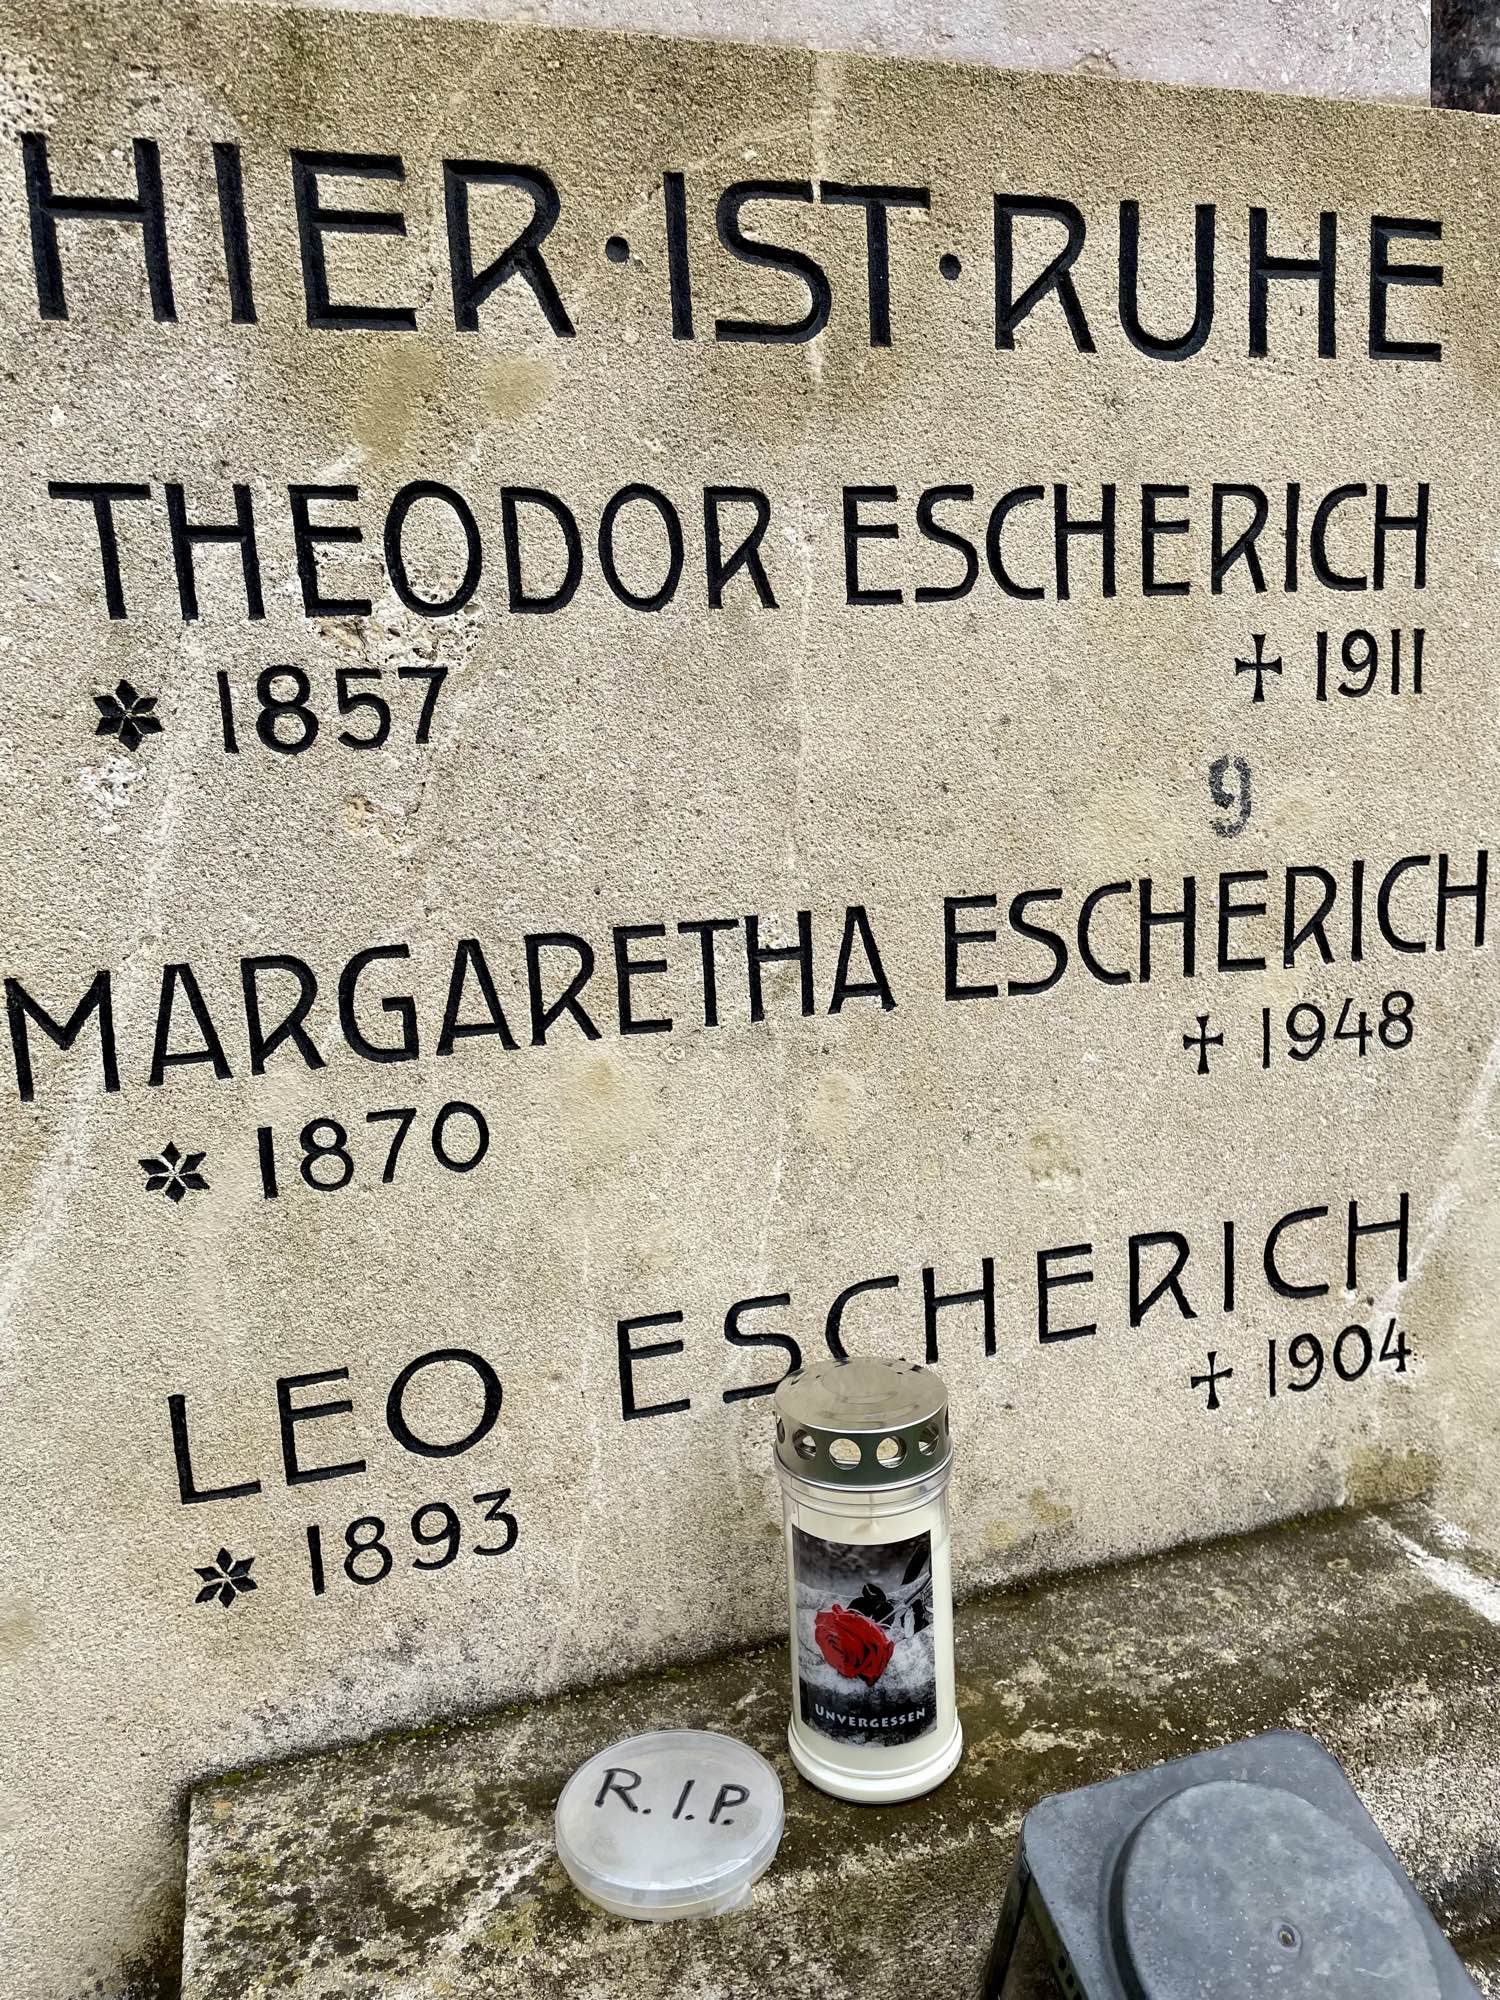 HIER·IST·RUHE
THEODOR ESCHERICH
* 1857
✝ 1911
9
MARGARETHA ESCHERICH
* 1870
✝ 1948
LEO ESCHERICH
* 1893
✝ 1904
UNVERGESSEN
R.I.P.